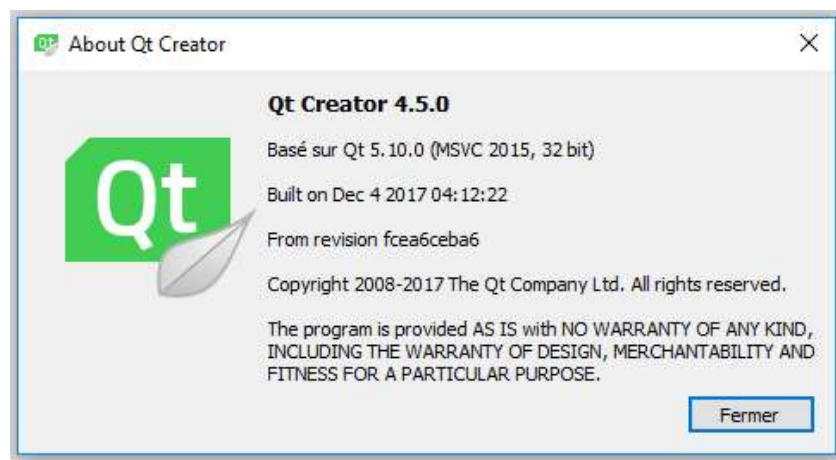 About Qt Creator
Qt Creator 4.5.0
Basé sur Qt 5.10.0 (MSVC 2015, 32 bit)
Built on Dec 4 2017 04:12:22
From revision fcea6ceba6
Copyright 2008-2017 The Qt Company Ltd. All rights reserved.
The program is provided AS IS with NO WARRANTY OF ANY KIND,
INCLUDING THE WARRANTY OF DESIGN, MERCHANTABILITY AND
FITNESS FOR A PARTICULAR PURPOSE.
Qt
Fermer